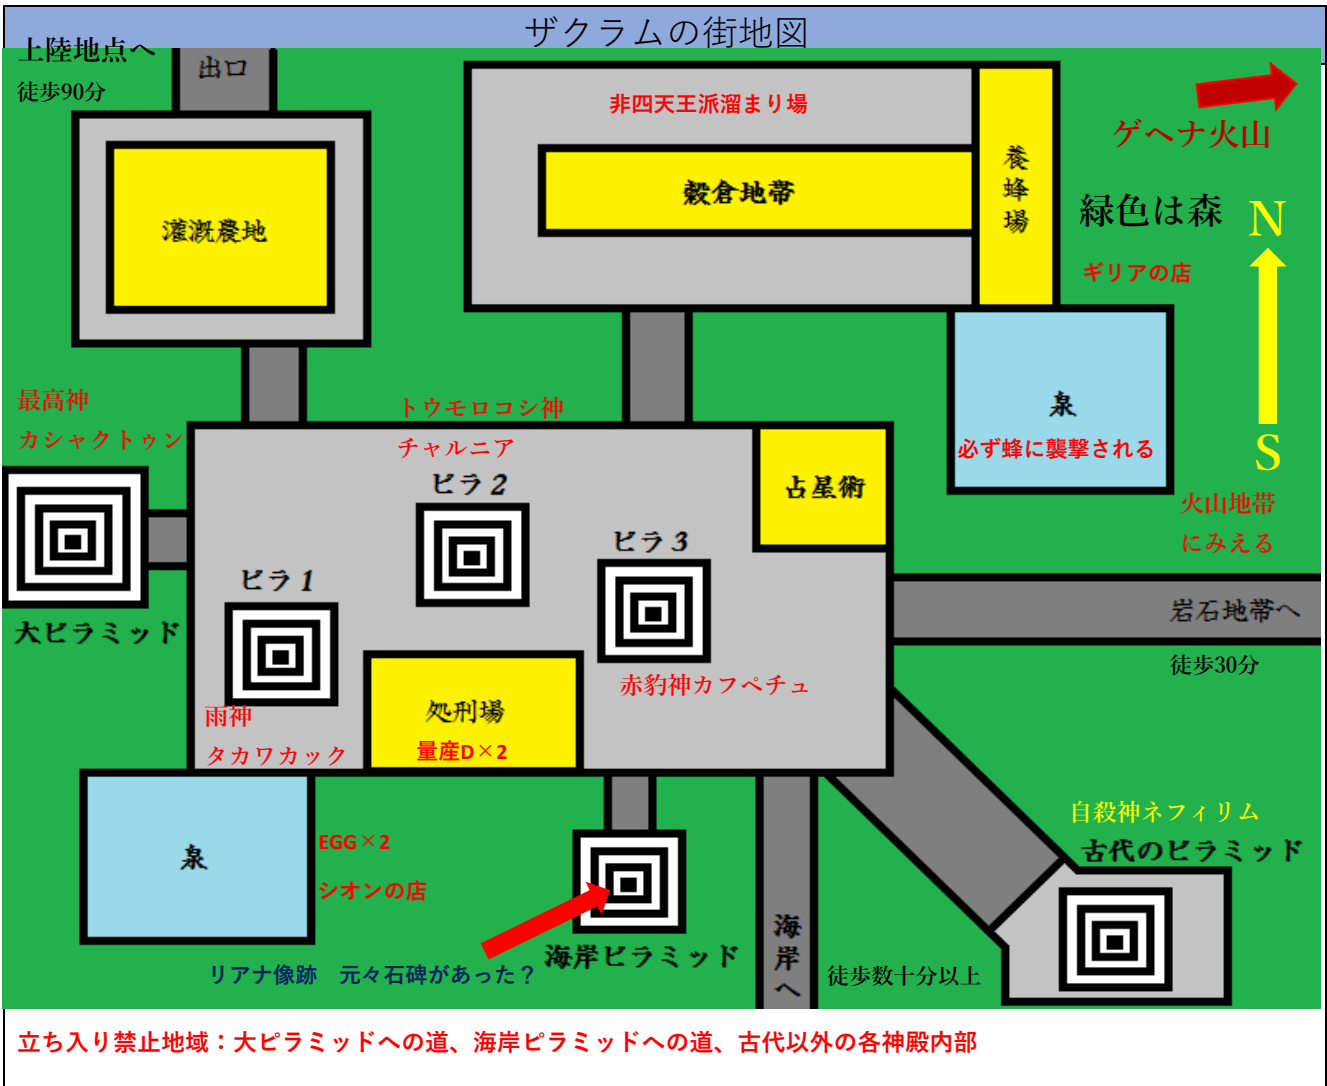 ザクラムの街地図
上陸地点へ
徒歩90分
出口
非四天王派溜まり場
ゲヘナ火山
養蜂場
穀倉地帯
灌漑農地
緑色は森
N
ギリアの店
泉
必ず蜂に襲撃される
S
最高神
カシャクトゥン
トウモロコシ神
チャルニア
ピラ2
占星術
火山地帯
にみえる
ピラ3
ピラ1
大ピラミッド
岩石地帯へ
徒歩30分
赤豹神カフペチュ
雨神
タカワカック
処刑場
量産D×2
自殺神ネフィリム
古代のピラミッド
泉
EGG×2
シオンの店
海岸へ
海岸ピラミッド
リアナ像跡 元々石碑があった？
徒歩数十分以上
立ち入り禁止地域：大ピラミッドへの道、海岸ピラミッドへの道、古代以外の各神殿内部